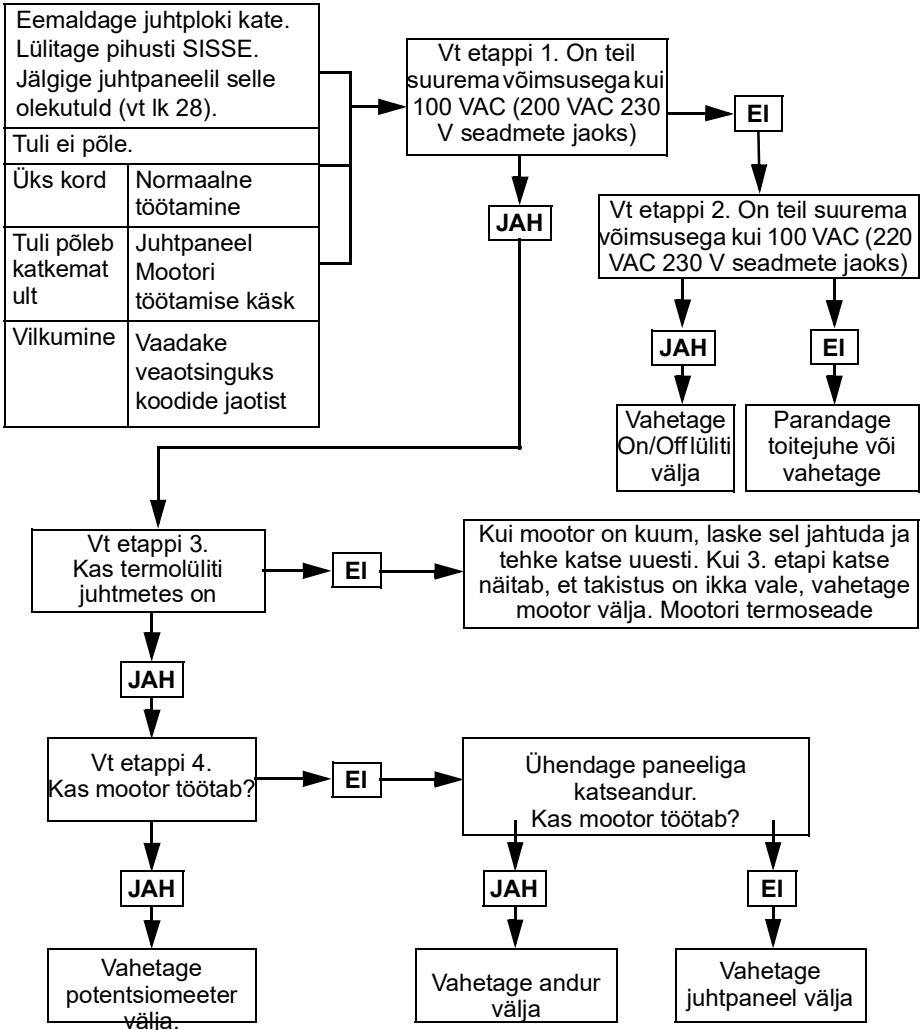 Eemaldage juhtploki kate.
Lülitage pihusti SISSE.
Jälgige juhtpaneelil selle
olekutuld (vt lk 28).
Tuli ei põle.
Üks kord
Normaalne
töötamine
Tuli põleb
katkemat
ult
Juhtpaneel
Mootori
töötamise käsk
Vilkumine
Vaadake
veaotsinguks
koodide jaotist
Vt etappi 1. On teil
suurema võimsusega kui
100 VAC (200 VAC 230
V seadmete jaoks)
EI
JAH
Vt etappi 2. On teil suurema
võimsusega kui 100 VAC (220
VAC 230 V seadmete jaoks)
JAH
EI
Vahetage
On/Off lüliti
välja
Parandage
toitejuhe või
vahetage
Vt etappi 3.
Kas termolüliti
juhtmetes on
EI
Kui mootor on kuum, laske sel jahtuda ja
tehke katse uuesti. Kui 3. etapi katse
näitab, et takistus on ikka vale, vahetage
mootor välja. Mootori termoseade
JAH
Vt etappi 4.
Kas mootor töötab?
EI
Ühendage paneeliga
katseandur.
Kas mootor töötab?
JAH
JAH
EI
Vahetage
potentsiomeeter
välja.
Vahetage andur
välja
Vahetage
juhtpaneel välja